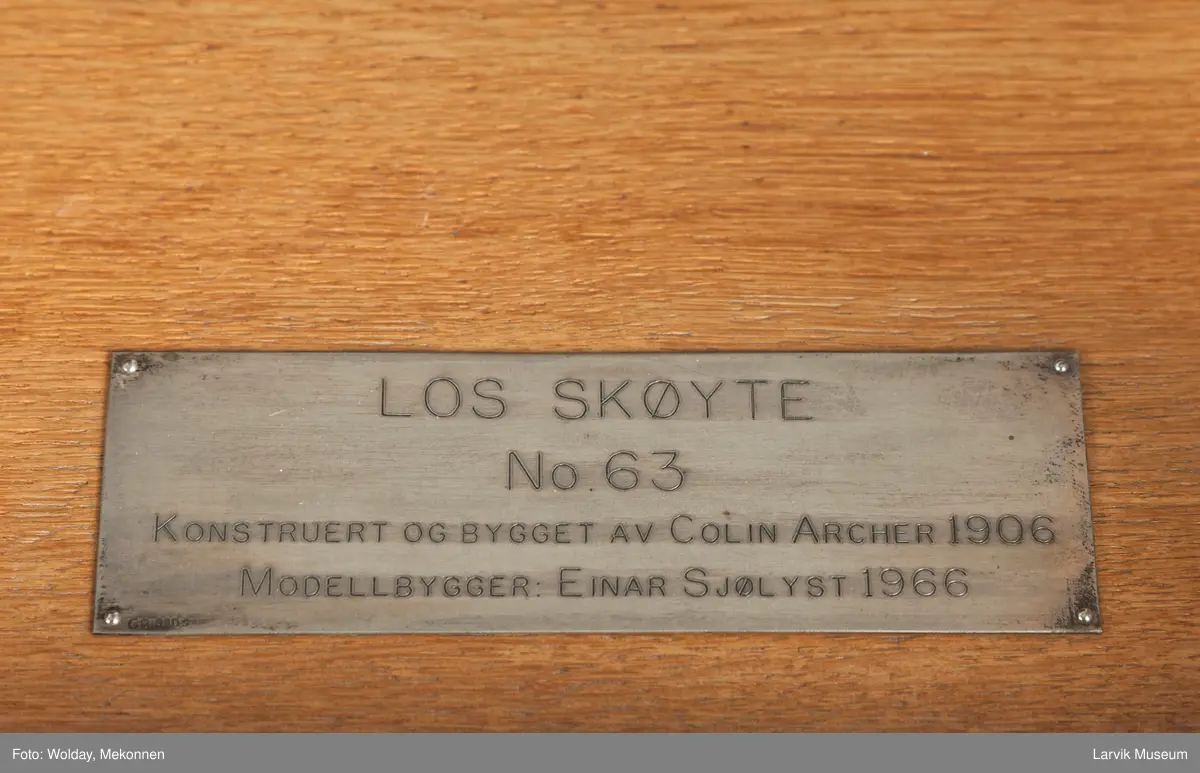 LOS SKØYTE
No. 63
KONSTRUERT OG BYGGET AV COLIN ARCHER 1906
MODELLBYGGER: EINAR SJØLYST 1966
Foto: Wolday, Mekonnen
Larvik Museum